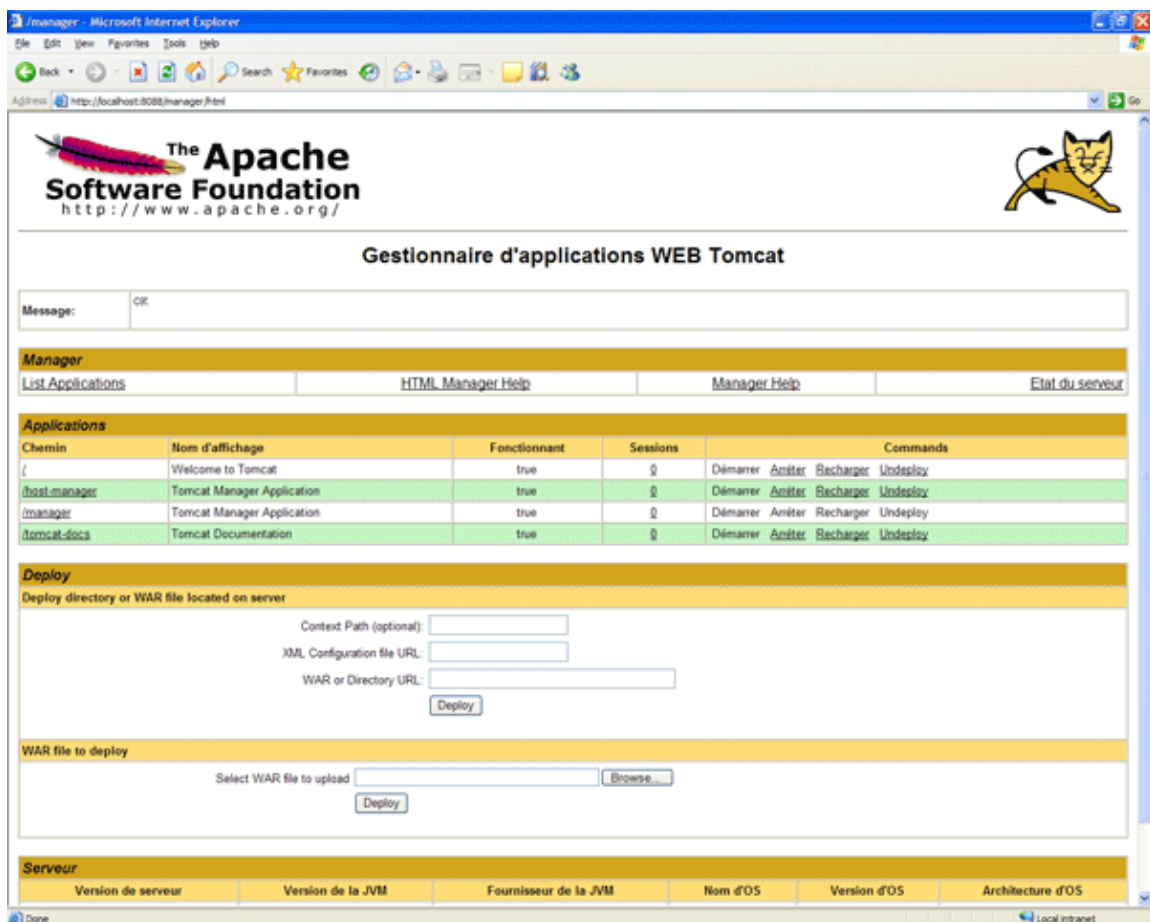 /manager - Microsoft Internet Explorer
File Edit View Favorites Tools Help
Back Search Favorites
Address http://localhost:8088/manager/html Go
The Apache
Software Foundation
http://www.apache.org/
Gestionnaire d'applications WEB Tomcat
Message: OK
Manager
List Applications HTML Manager Help Manager Help Etat du serveur
Applications
Chemin Nom d'affichage Fonctionnant Sessions Commands
/ Welcome to Tomcat true 0 Démarrer Arrêter Recharger Undeploy
/host-manager Tomcat Manager Application true 0 Démarrer Arrêter Recharger Undeploy
/manager Tomcat Manager Application true 0 Démarrer Arrêter Recharger Undeploy
/tomcat-docs Tomcat Documentation true 0 Démarrer Arrêter Recharger Undeploy
Deploy
Deploy directory or WAR file located on server
Context Path (optional):
XML Configuration file URL:
WAR or Directory URL:
Deploy
WAR file to deploy
Select WAR file to upload Browse...
Deploy
Serveur
Version de serveur Version de la JVM Fournisseur de la JVM Nom d'OS Version d'OS Architecture d'OS
Done Local intranet